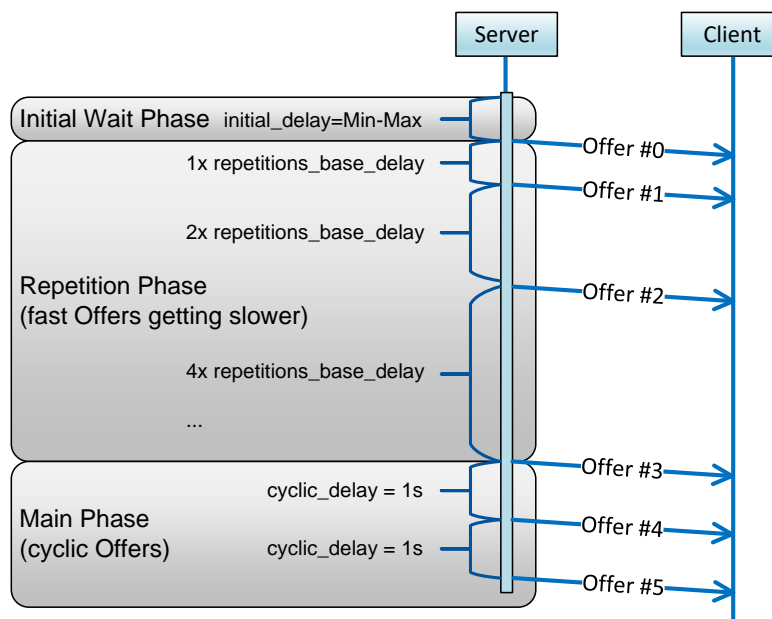 Server
Client
Initial Wait Phase initial_delay=Min-Max
Offer #0
1x repetitions_base_delay
Offer #1
2x repetitions_base_delay
Repetition Phase
(fast Offers getting slower)
Offer #2
4x repetitions_base_delay
...
Offer #3
cyclic_delay = 1s
Main Phase
(cyclic Offers)
Offer #4
cyclic_delay = 1s
Offer #5